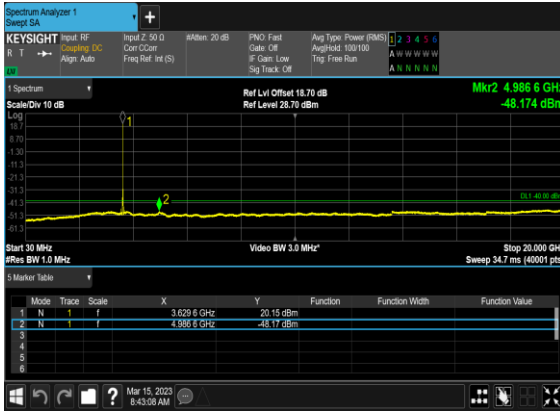 Spectrum Analyzer 1
Swept SA
+
KEYSIGHT Input: RF Input Z: 50 Ω #Atten: 20 dB PNO: Fast Avg Type: Power (RMS) 1 2 3 4 5 6
R T Coupling: DC Corr CCorr Gate: Off Avg|Hold: 100/100 A W W W W W
Align: Auto Freq Ref: Int (S) IF Gain: Low Trig: Free Run
Sig Track: Off A N N N N N
1 Spectrum Ref Lvl Offset 18.70 dB Mkr2 4.986 6 GHz
Scale/Div 10 dB Ref Level 28.70 dBm -48.174 dBm
Log
18.7
8.70
-1.30
-11.3
-21.3
-31.3
-41.3
-51.3
-61.3
1
2
DL1 -40.00 dBm
Start 30 MHz Video BW 3.0 MHz* Stop 20.000 GHz
#Res BW 1.0 MHz Sweep 34.7 ms (40001 pts)
5 Marker Table
Mode Trace Scale X Y Function Function Width Function Value
1 N 1 f 3.629 6 GHz 20.15 dBm
2 N 1 f 4.986 6 GHz -48.17 dBm
3
4
5
6
?
Mar 15, 2023
8:43:08 AM